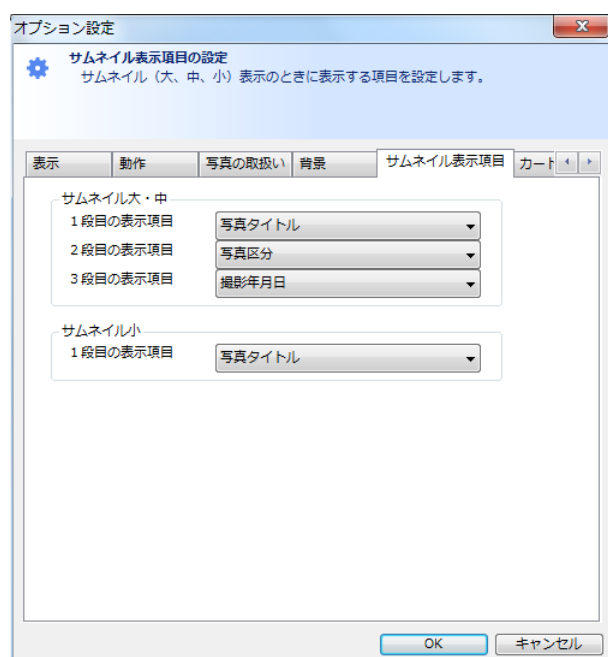 オプション設定
サムネイル表示項目の設定
サムネイル（大、中、小）表示のときに表示する項目を設定します。
表示 動作 写真の取扱い 背景 サムネイル表示項目 カート
サムネイル大・中
1段目の表示項目 写真タイトル
2段目の表示項目 写真区分
3段目の表示項目 撮影年月日
サムネイル小
1段目の表示項目 写真タイトル
OK キャンセル